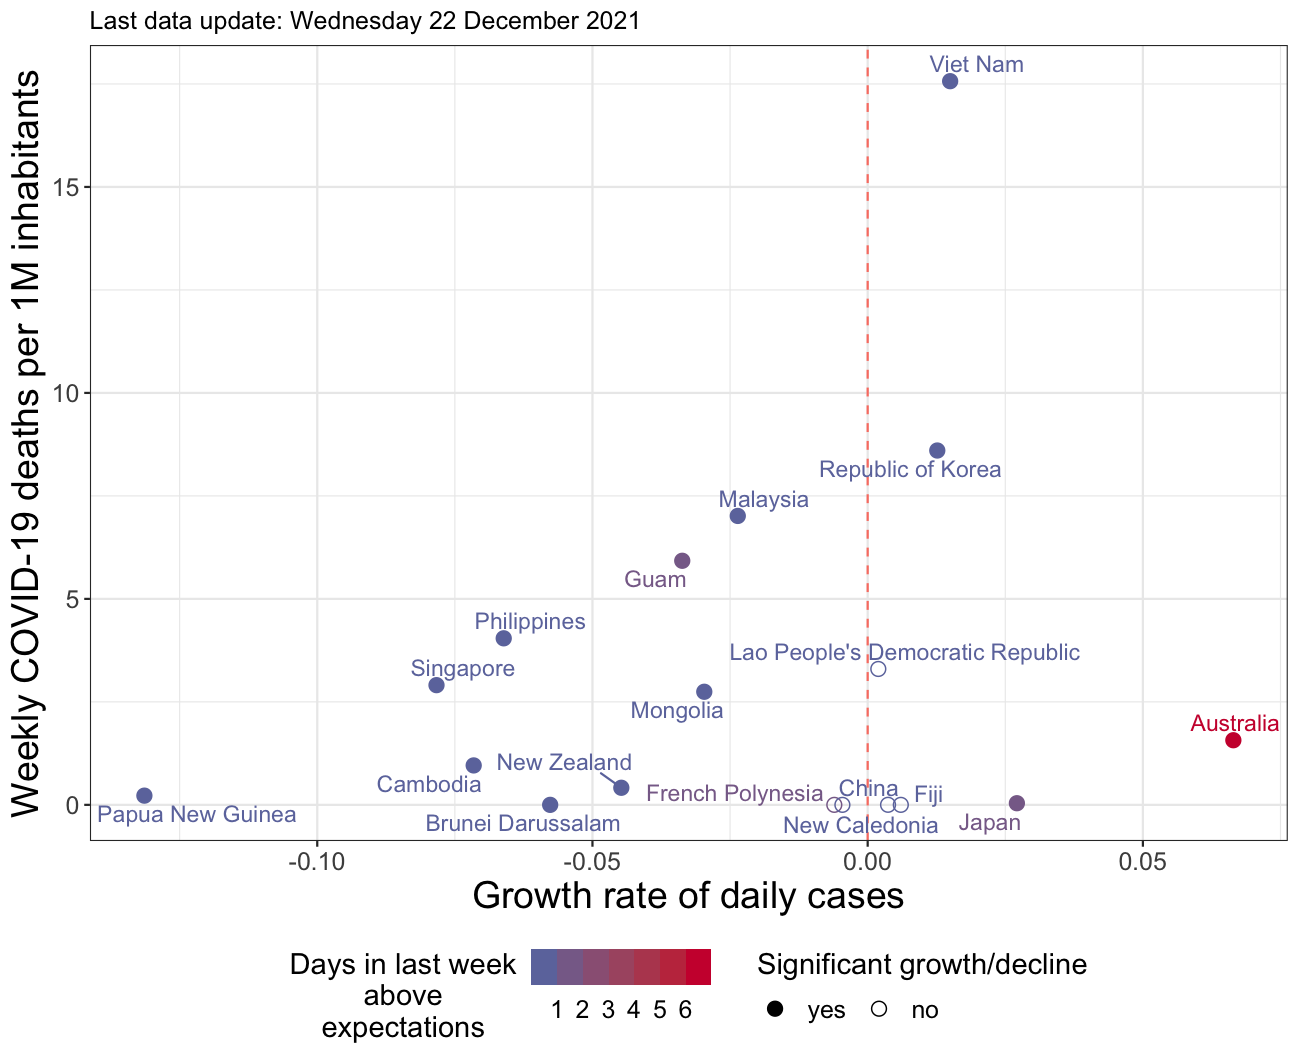 Last data update: Wednesday 22 December 2021
Weekly COVID-19 deaths per 1M inhabitants
15
10
5
0
Viet Nam
Republic of Korea
Malaysia
Guam
Philippines
Lao People's Democratic Republic
Singapore
Mongolia
Australia
New Zealand
Cambodia
French Polynesia
China
Fiji
Papua New Guinea
Brunei Darussalam
New Caledonia
Japan
-0.10
-0.05
0.00
0.05
Growth rate of daily cases
Days in last week
above
expectations
1 2 3 4 5 6
Significant growth/decline
yes
no